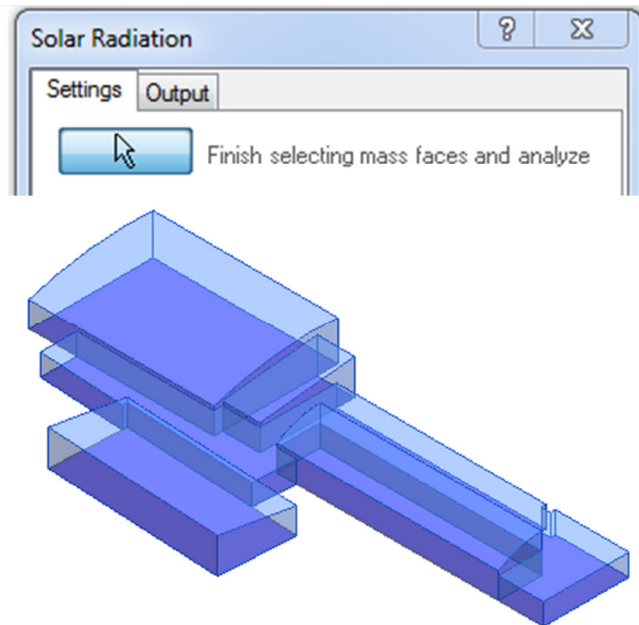 Solar Radiation
Settings Output
Finish selecting mass faces and analyze